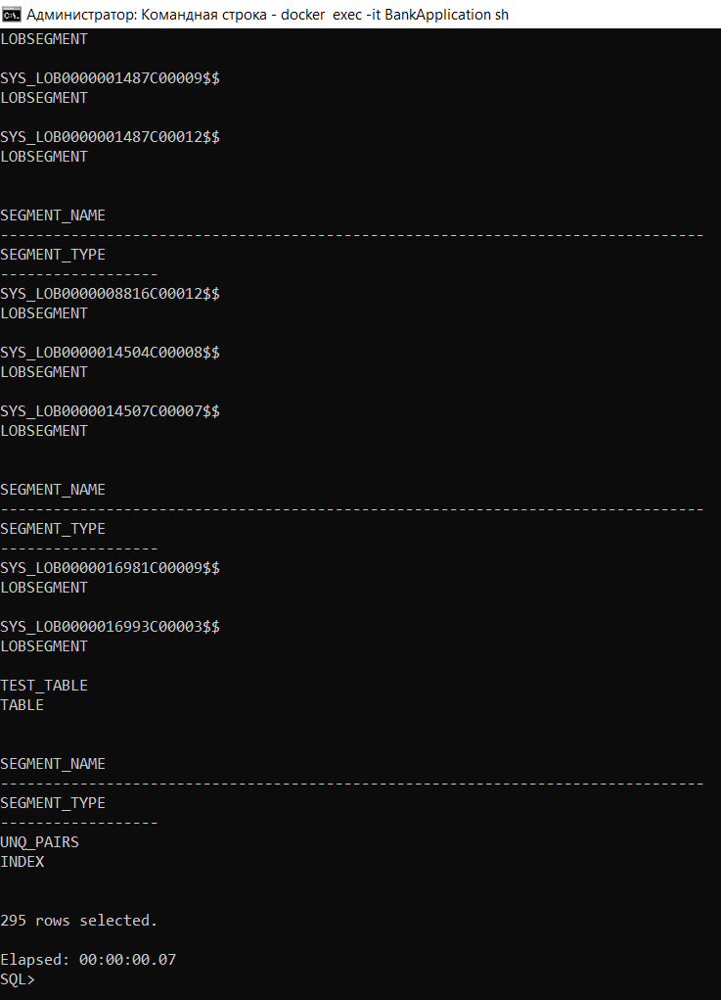 Администратор: Командная строка - docker  exec -it BankApplication sh
LOBSEGMENT
SYS_LOB0000001487C00009$$
LOBSEGMENT
SYS_LOB0000001487C00012$$
LOBSEGMENT
SEGMENT_NAME
--------------------------------------------------------------------------------
SEGMENT_TYPE
------------------
SYS_LOB0000008816C00012$$
LOBSEGMENT
SYS_LOB0000014504C00008$$
LOBSEGMENT
SYS_LOB0000014507C00007$$
LOBSEGMENT
SEGMENT_NAME
--------------------------------------------------------------------------------
SEGMENT_TYPE
------------------
SYS_LOB0000016981C00009$$
LOBSEGMENT
SYS_LOB0000016993C00003$$
LOBSEGMENT
TEST_TABLE
TABLE
SEGMENT_NAME
--------------------------------------------------------------------------------
SEGMENT_TYPE
------------------
UNQ_PAIRS
INDEX
295 rows selected.
Elapsed: 00:00:00.07
SQL>